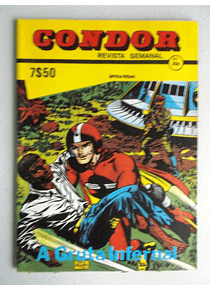 CONDOR
REVISTA SEMANAL
7$50
A Gruta Infernal